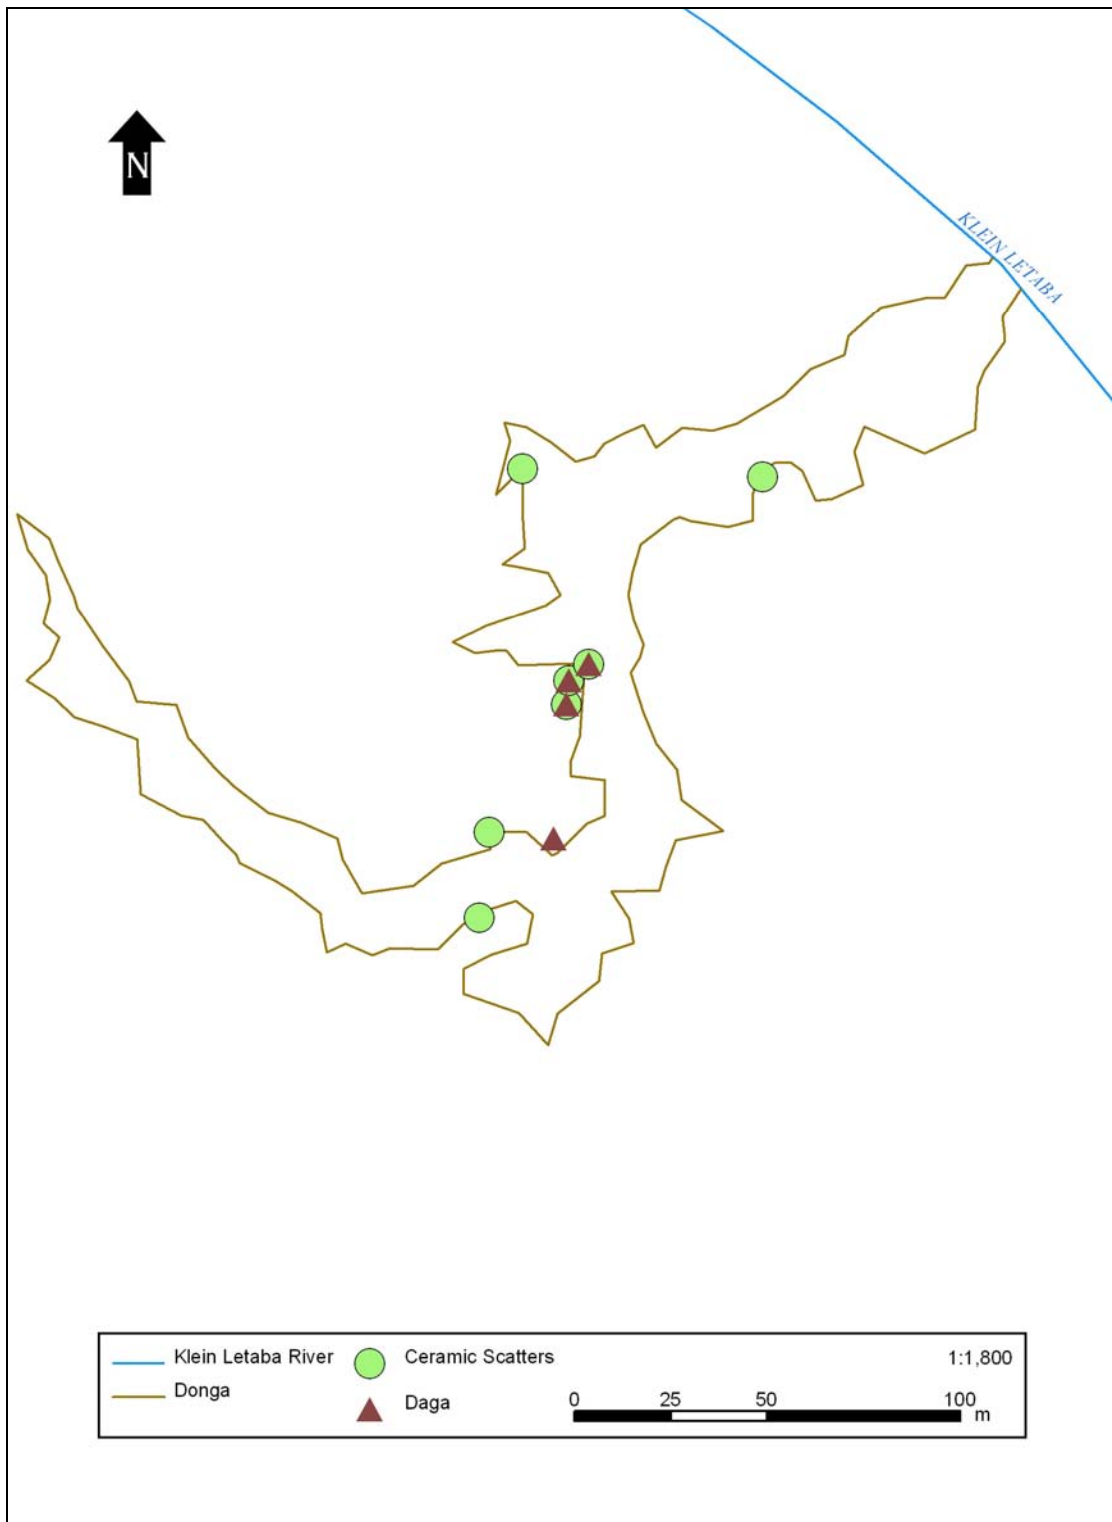 N
KLEIN LETABA
Klein Letaba River
Ceramic Scatters
1:1,800
Donga
Daga
0 25 50 100
m